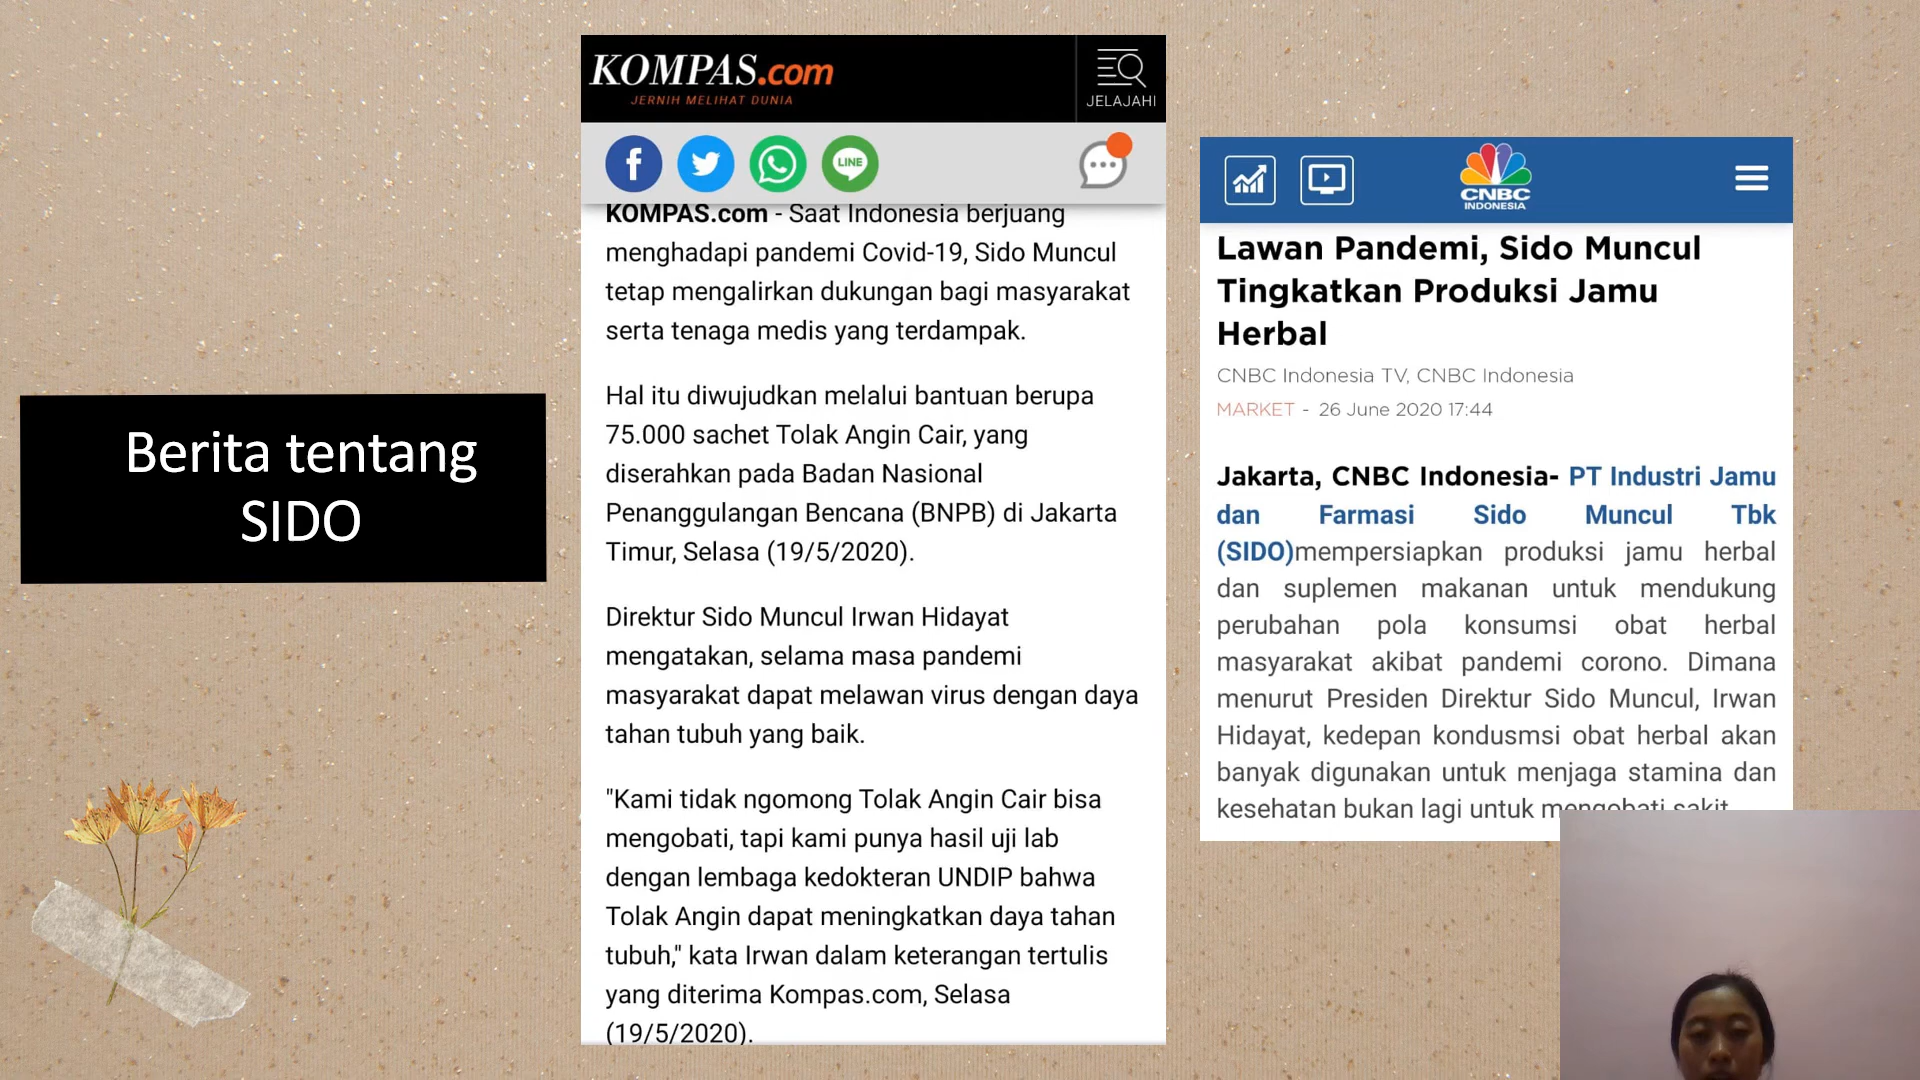 Berita tentang
SIDO
KOMPAS.com
JERNIH MELIHAT DUNIA
JELAJAHI
LINE
KOMPAS.com - Saat Indonesia berjuang
menghadapi pandemi Covid-19, Sido Muncul
tetap mengalirkan dukungan bagi masyarakat
serta tenaga medis yang terdampak.
Hal itu diwujudkan melalui bantuan berupa
75.000 sachet Tolak Angin Cair, yang
diserahkan pada Badan Nasional
Penanggulangan Bencana (BNPB) di Jakarta
Timur, Selasa (19/5/2020).
Direktur Sido Muncul Irwan Hidayat
mengatakan, selama masa pandemi
masyarakat dapat melawan virus dengan daya
tahan tubuh yang baik.
"Kami tidak ngomong Tolak Angin Cair bisa
mengobati, tapi kami punya hasil uji lab
dengan lembaga kedokteran UNDIP bahwa
Tolak Angin dapat meningkatkan daya tahan
tubuh," kata Irwan dalam keterangan tertulis
yang diterima Kompas.com, Selasa
(19/5/2020).
CNBC
INDONESIA
Lawan Pandemi, Sido Muncul
Tingkatkan Produksi Jamu
Herbal
CNBC Indonesia TV, CNBC Indonesia
MARKET - 26 June 2020 17:44
Jakarta, CNBC Indonesia- PT Industri Jamu
dan Farmasi Sido Muncul Tbk
(SIDO)mempersiapkan produksi jamu herbal
dan suplemen makanan untuk mendukung
perubahan pola konsumsi obat herbal
masyarakat akibat pandemi corono. Dimana
menurut Presiden Direktur Sido Muncul, Irwan
Hidayat, kedepan kondusmsi obat herbal akan
banyak digunakan untuk menjaga stamina dan
kesehatan bukan lagi untuk mengobati sakit